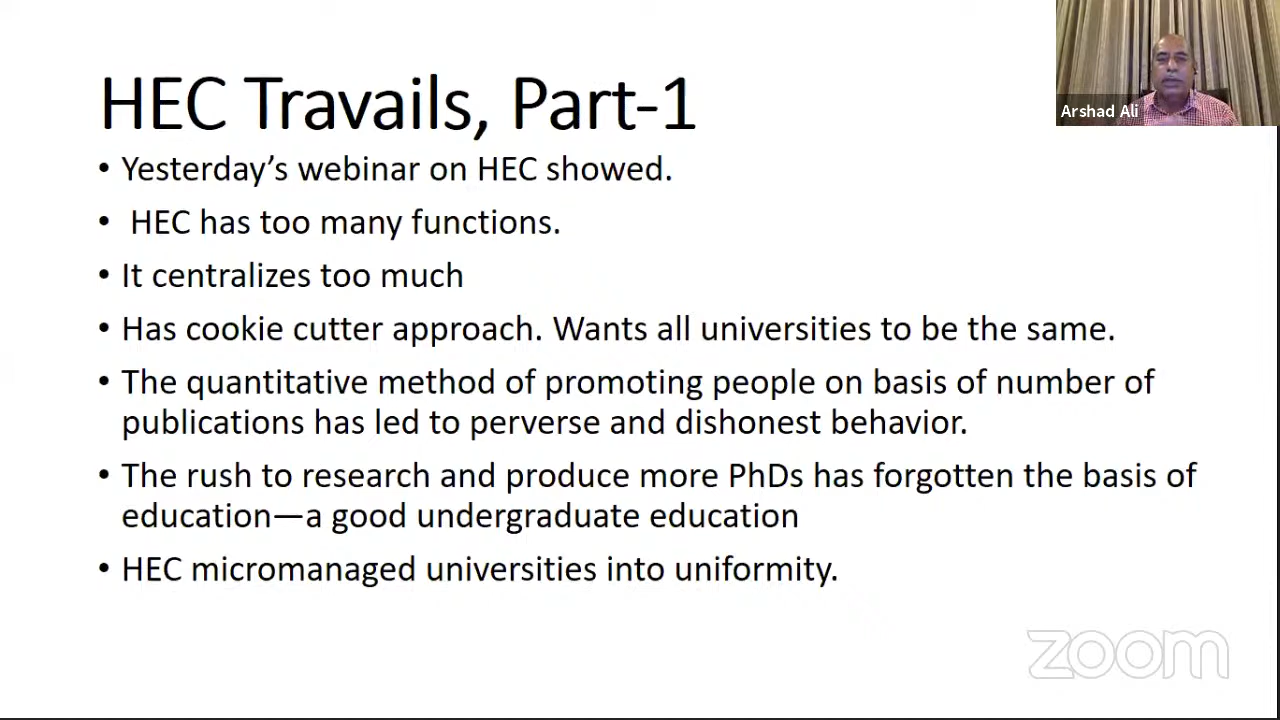 HEC Travails, Part-1
Arshad Ali
• Yesterday’s webinar on HEC showed.
• HEC has too many functions.
• It centralizes too much
• Has cookie cutter approach. Wants all universities to be the same.
• The quantitative method of promoting people on basis of number of
publications has led to perverse and dishonest behavior.
• The rush to research and produce more PhDs has forgotten the basis of
education—a good undergraduate education
• HEC micromanaged universities into uniformity.
zoom